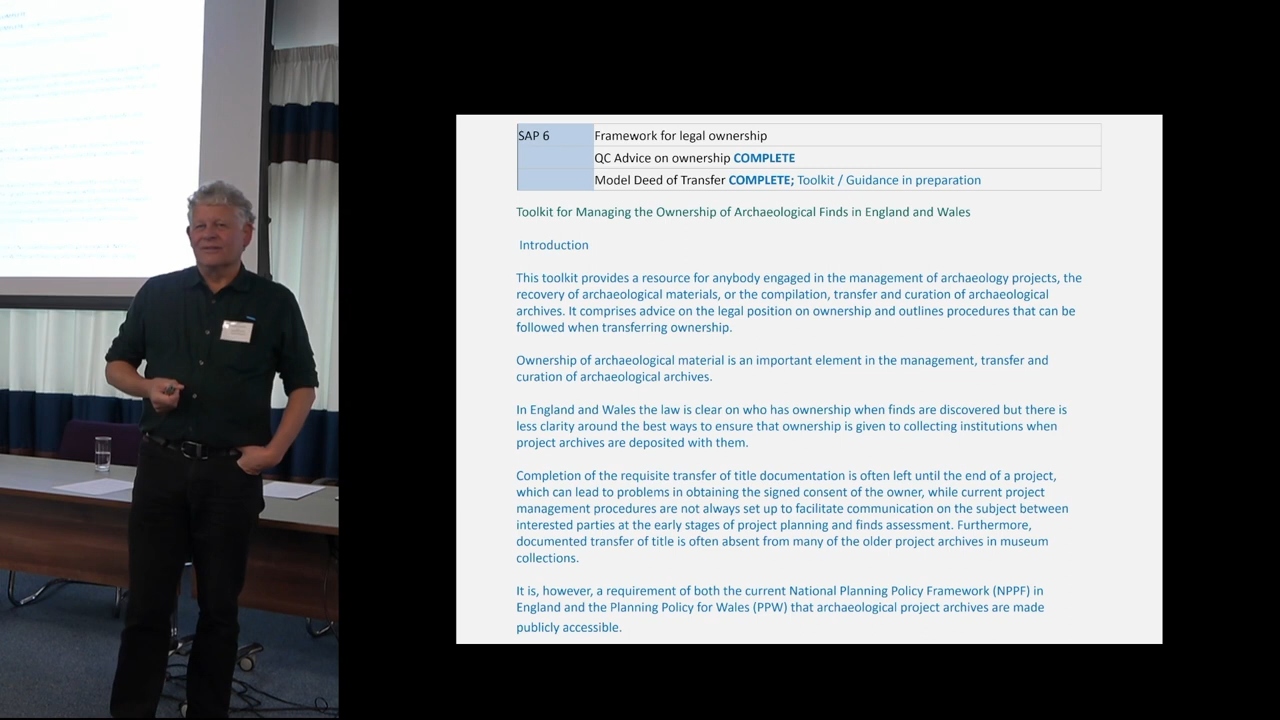 SAP 6 Framework for legal ownership
QC Advice on ownership COMPLETE
Model Deed of Transfer COMPLETE; Toolkit / Guidance in preparation
Toolkit for Managing the Ownership of Archaeological Finds in England and Wales
Introduction
This toolkit provides a resource for anybody engaged in the management of archaeology projects, the
recovery of archaeological materials, or the compilation, transfer and curation of archaeological
archives. It comprises advice on the legal position on ownership and outlines procedures that can be
followed when transferring ownership.
Ownership of archaeological material is an important element in the management, transfer and
curation of archaeological archives.
In England and Wales the law is clear on who has ownership when finds are discovered but there is
less clarity around the best ways to ensure that ownership is given to collecting institutions when
project archives are deposited with them.
Completion of the requisite transfer of title documentation is often left until the end of a project,
which can lead to problems in obtaining the signed consent of the owner, while current project
management procedures are not always set up to facilitate communication on the subject between
interested parties at the early stages of project planning and finds assessment. Furthermore,
documented transfer of title is often absent from many of the older project archives in museum
collections.
It is, however, a requirement of both the current National Planning Policy Framework (NPPF) in
England and the Planning Policy for Wales (PPW) that archaeological project archives are made
publicly accessible.